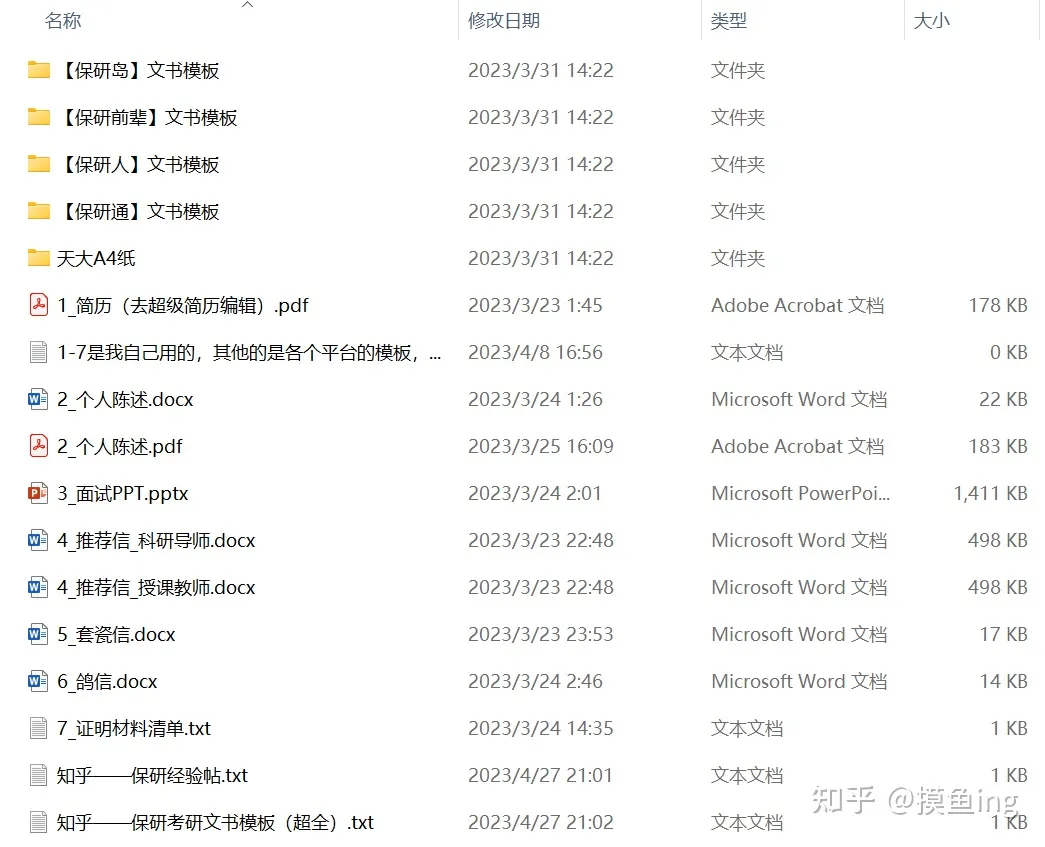 名称 修改日期 类型 大小
【保研岛】文书模板 2023/3/31 14:22 文件夹
【保研前辈】文书模板 2023/3/31 14:22 文件夹
【保研人】文书模板 2023/3/31 14:22 文件夹
【保研通】文书模板 2023/3/31 14:22 文件夹
天大A4纸 2023/3/31 14:22 文件夹
1_简历（去超级简历编辑）.pdf 2023/3/23 1:45 Adobe Acrobat 文档 178 KB
1-7是我自己用的，其他的是各个平台的模板，... 2023/4/8 16:56 文本文档 0 KB
2_个人陈述.docx 2023/3/24 1:26 Microsoft Word 文档 22 KB
2_个人陈述.pdf 2023/3/25 16:09 Adobe Acrobat 文档 183 KB
3_面试PPT.pptx 2023/3/24 2:01 Microsoft PowerPoi... 1,411 KB
4_推荐信_科研导师.docx 2023/3/23 22:48 Microsoft Word 文档 498 KB
4_推荐信_授课教师.docx 2023/3/23 22:48 Microsoft Word 文档 498 KB
5_套瓷信.docx 2023/3/23 23:53 Microsoft Word 文档 17 KB
6_鸽信.docx 2023/3/24 2:46 Microsoft Word 文档 14 KB
7_证明材料清单.txt 2023/3/24 14:35 文本文档 1 KB
知乎——保研经验帖.txt 2023/4/27 21:01 文本文档 1 KB
知乎 @摸鱼ing
知乎——保研考研文书模板（超全）.txt 2023/4/27 21:02 文本文档 1 KB